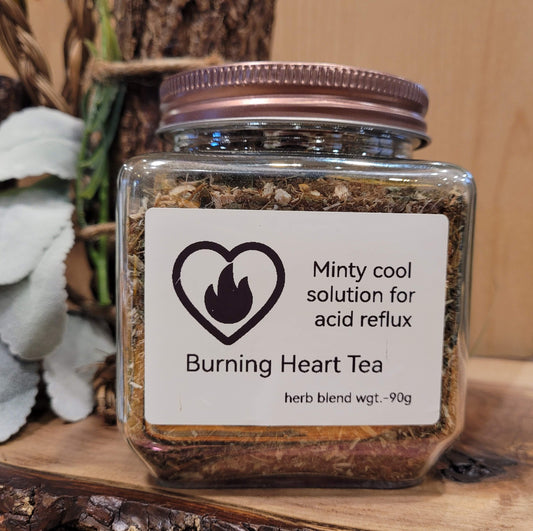 Minty cool
solution for
acid reflux
Burning Heart Tea
herb blend wgt.~90g